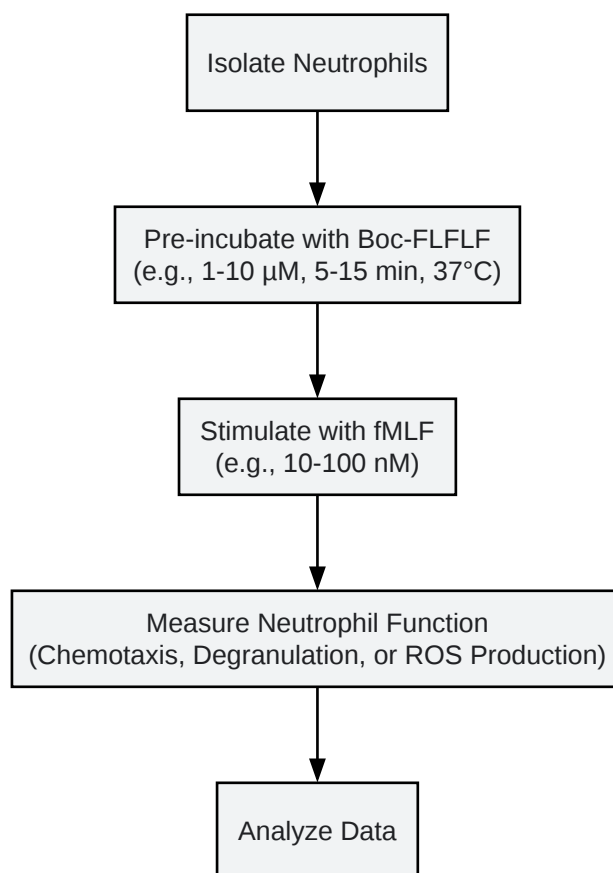 Isolate Neutrophils
Pre-incubate with Boc-FLFLF
(e.g., 1-10 µM, 5-15 min, 37°C)
Stimulate with fMLF
(e.g., 10-100 nM)
Measure Neutrophil Function
(Chemotaxis, Degranulation, or ROS Production)
Analyze Data